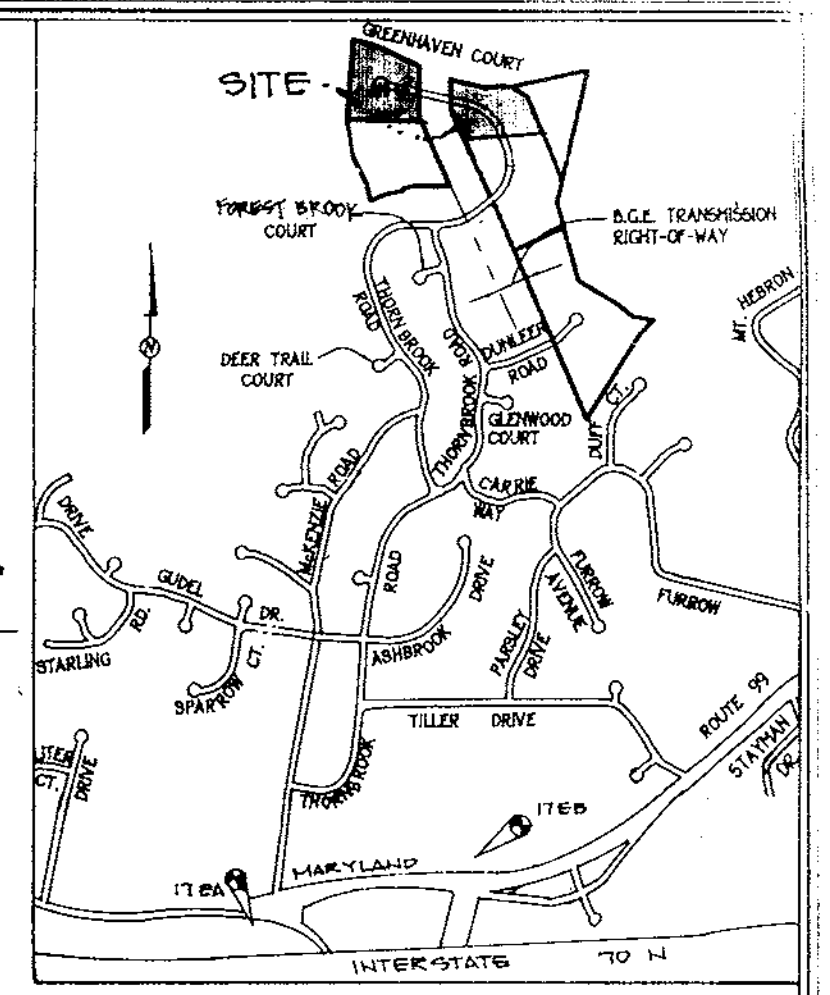 GREENHAVEN COURT
SITE
FOREST BROOK
COURT
B.G.E. TRANSMISSION
RIGHT-OF-WAY
MT. HEBRON
THORNBROOK
ROAD
DEER TRAIL
COURT
THORNBROOK ROAD
DUNLEER
ROAD
GLENWOOD
COURT
DUFF CT.
McKENZIE ROAD
CARRIE
WAY
DRIVE
GUDEL
DR.
RD.
STARLING
SPARROW CT.
ROAD
ASHBROOK
DRIVE
PARSLEY
DRIVE
FURROW
AVENUE
FURROW
TILLER DRIVE
ROUTE 99
STAYMAN
DR.
CT.
DRIVE
THORNBROOK
17EB
17EA
MARYLAND
INTERSTATE 70 N
N